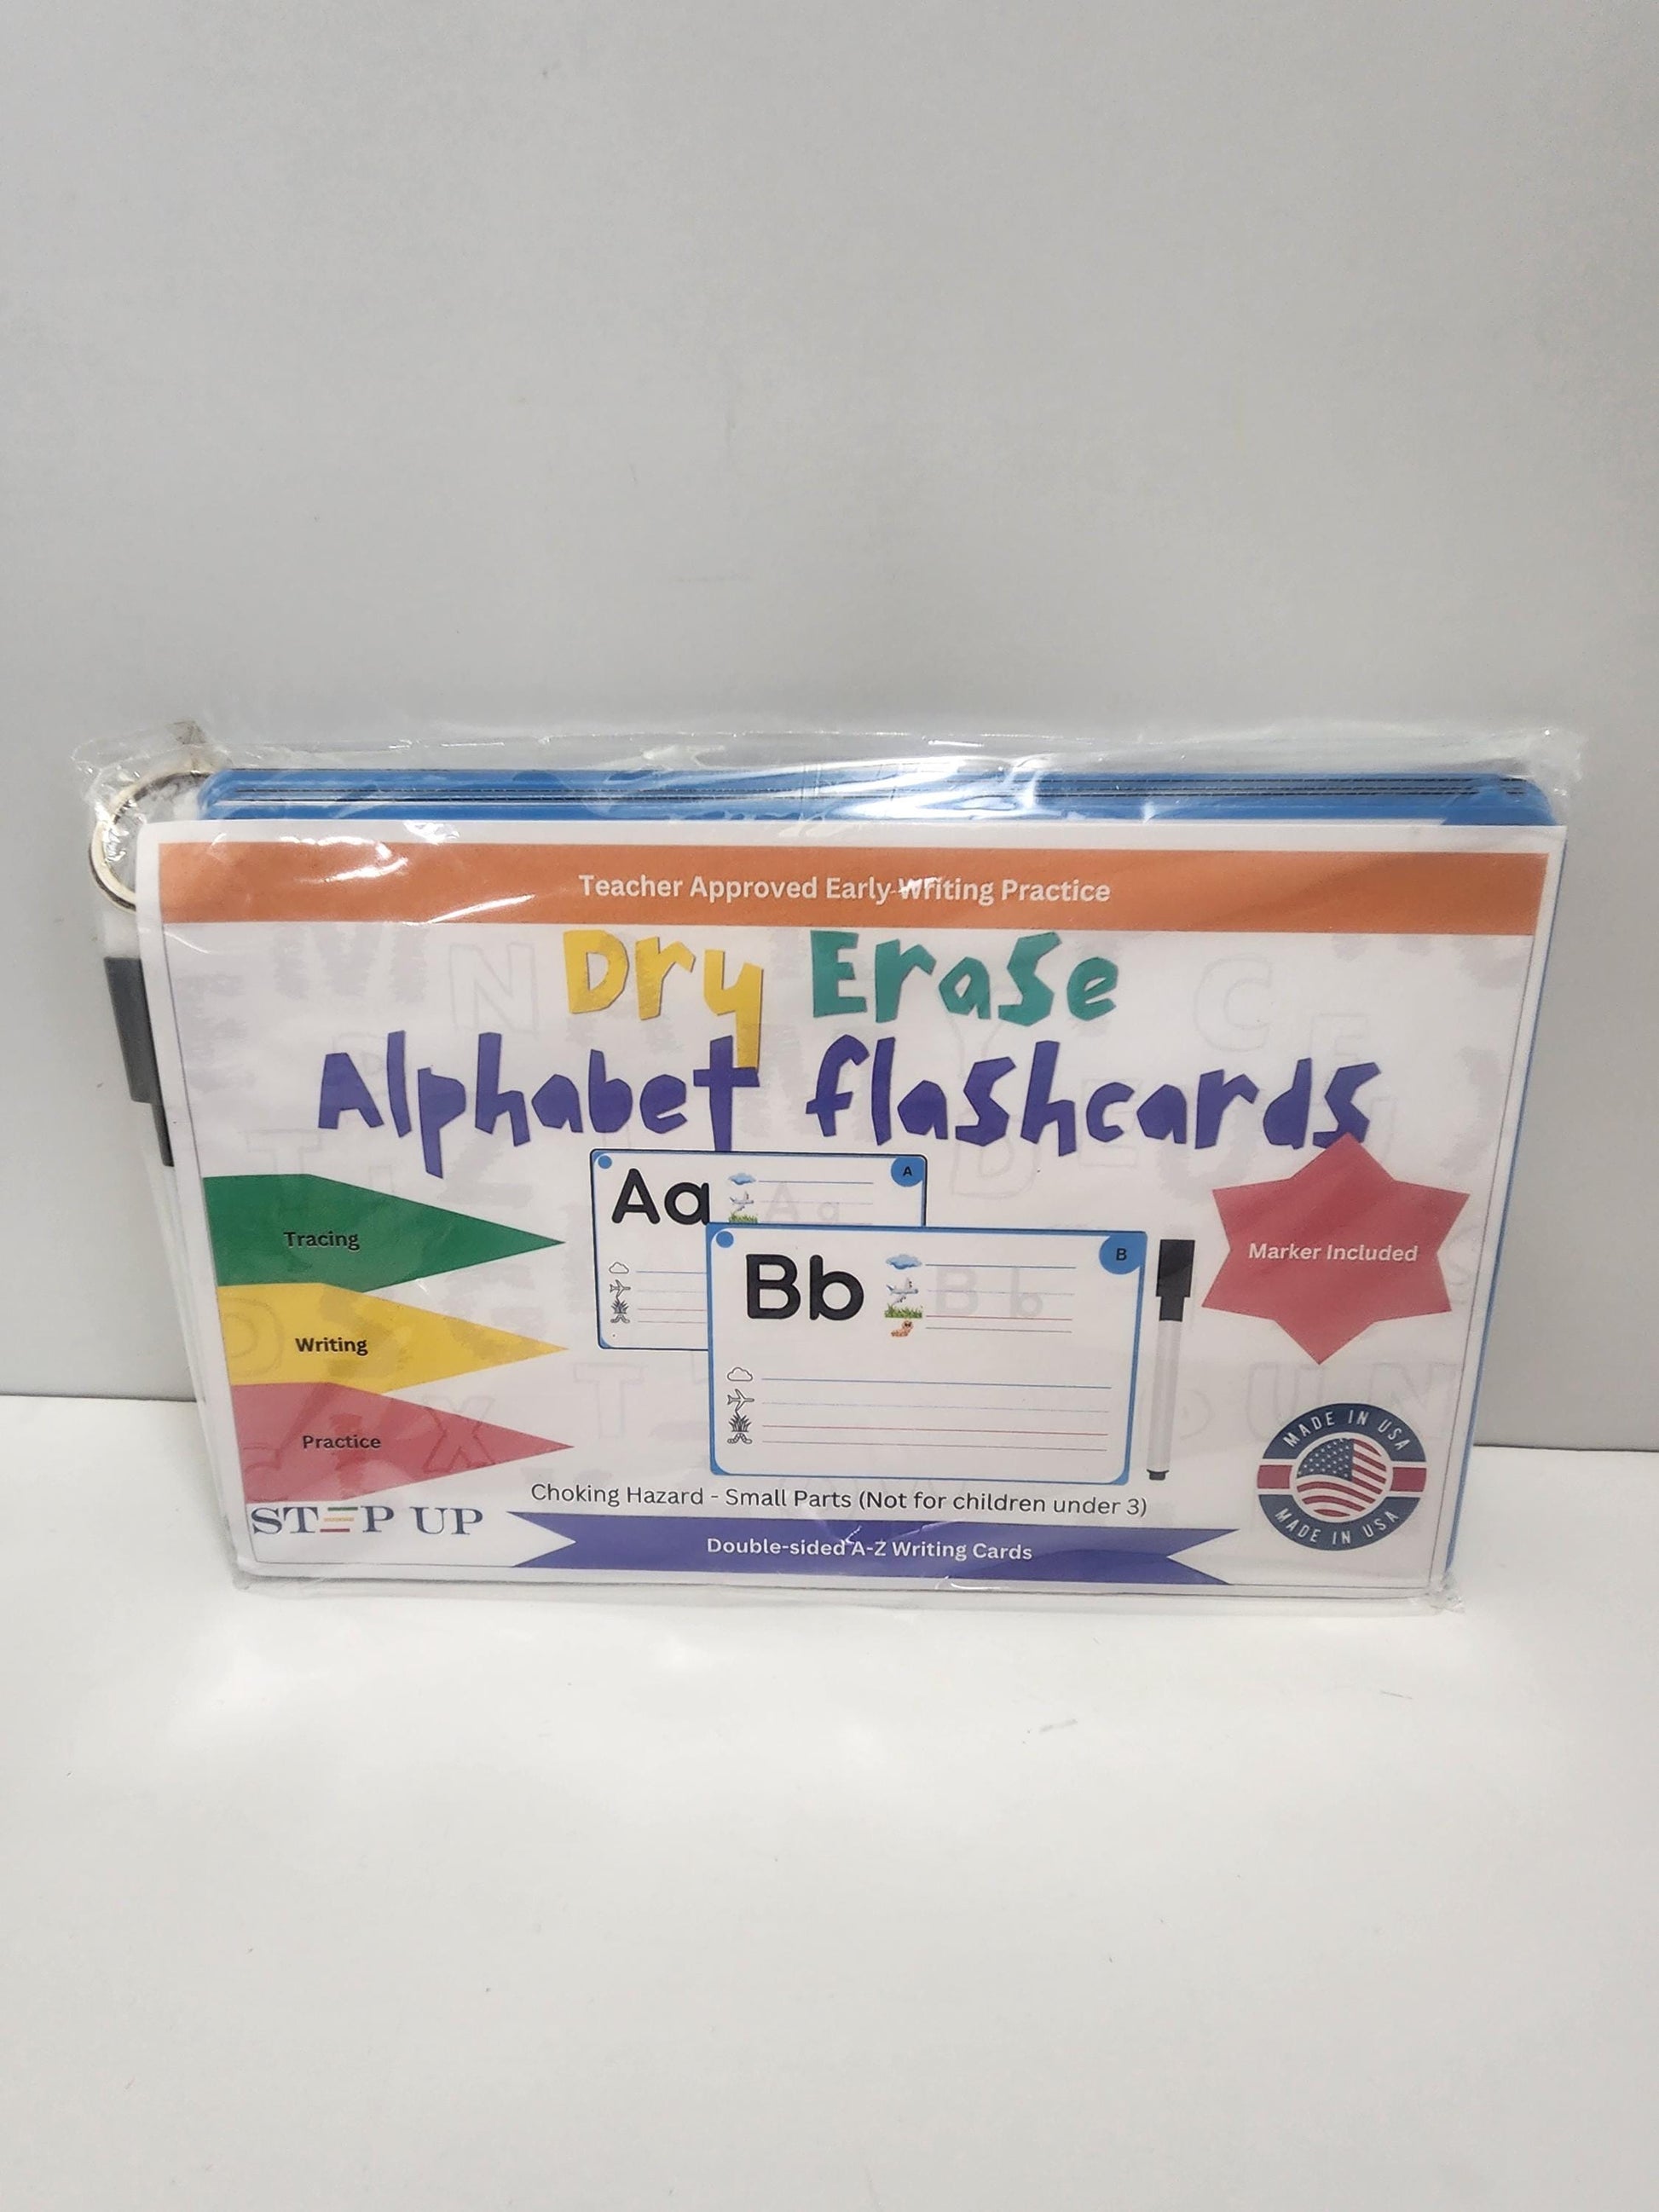 Teacher Approved Early Writing Practice
Dry Erase
Alphabet flashcards
Aa
A
A a
Tracing
Bb
B
B b
Marker Included
Writing
Practice
MADE IN USA
MADE IN USA
Choking Hazard - Small Parts (Not for children under 3)
STEP UP
Double-sided A-Z Writing Cards